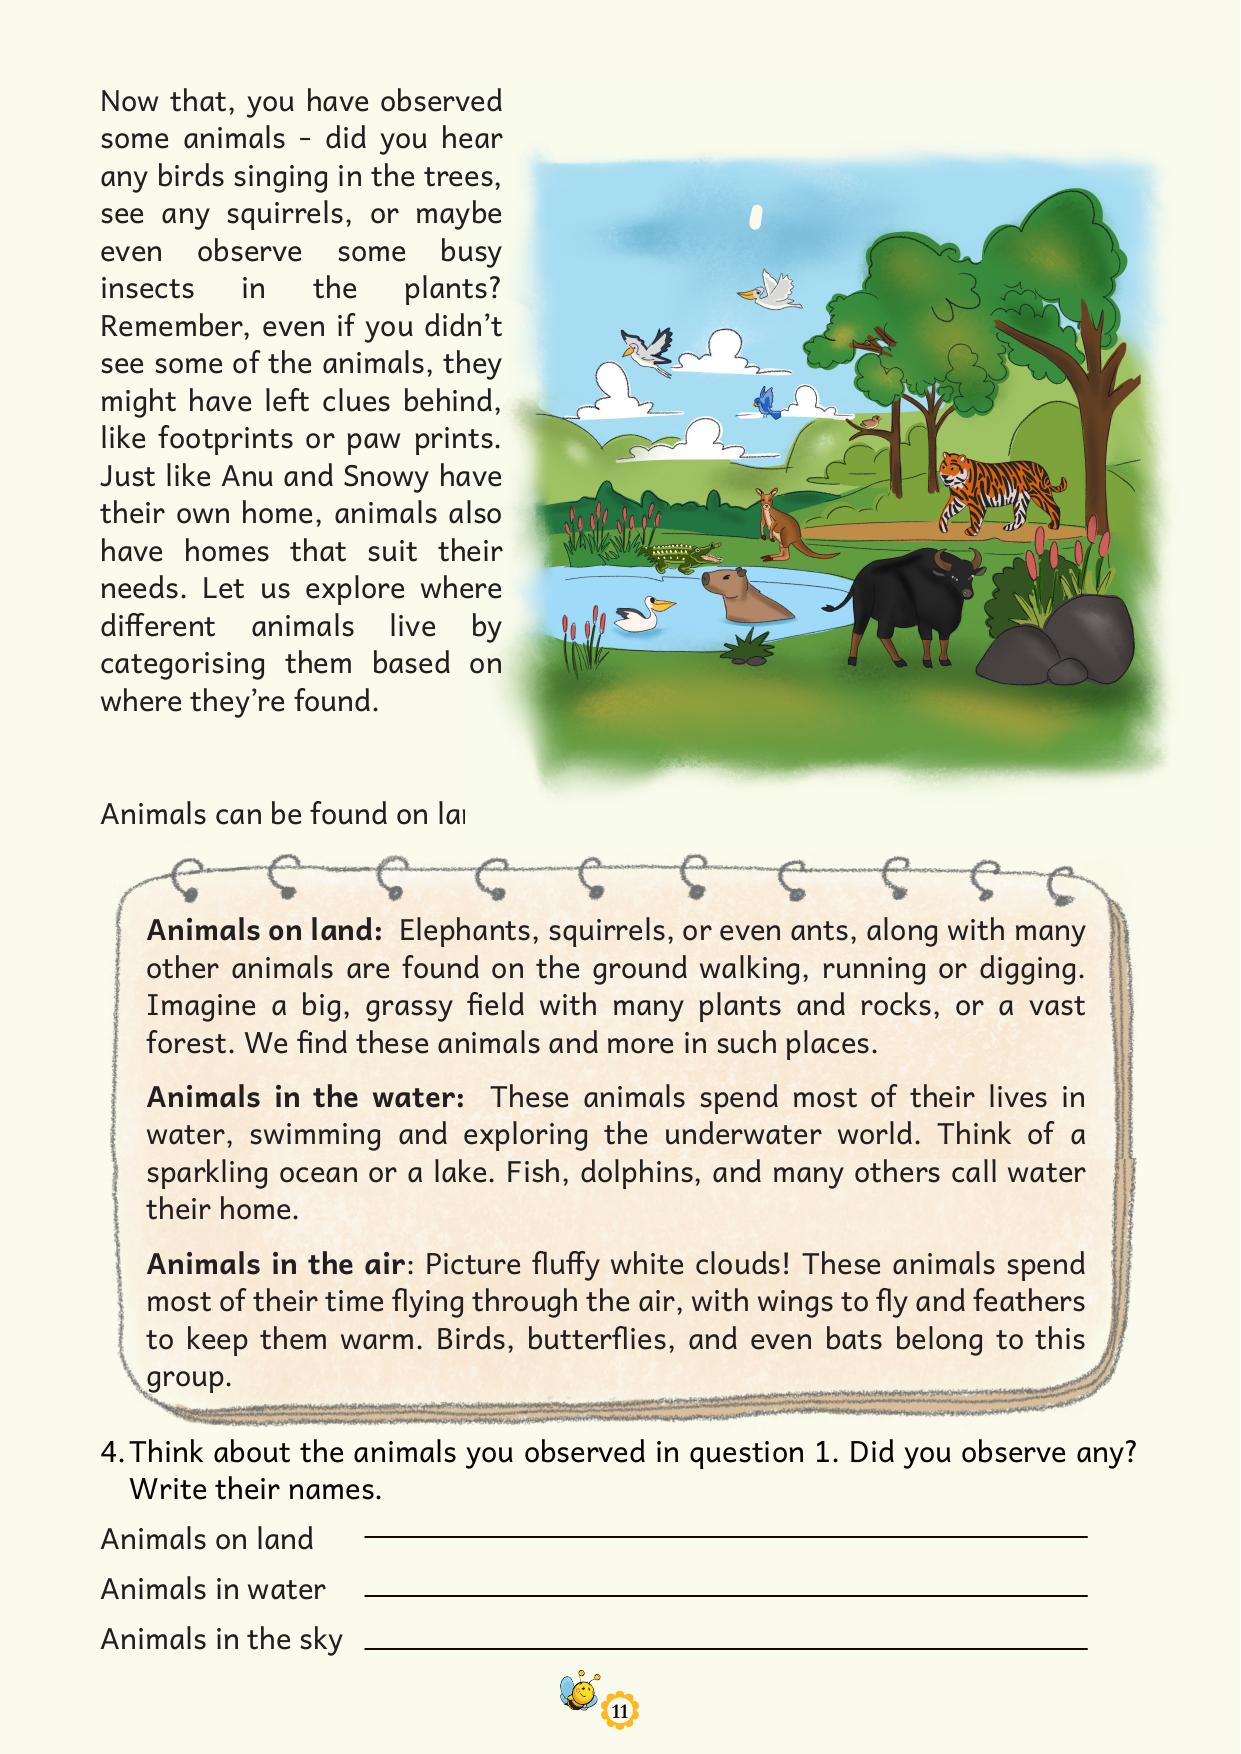 Now that, you have observed
some animals - did you hear
any birds singing in the trees,
see any squirrels, or maybe
even observe some busy
insects in the plants?
Remember, even if you didn't
see some of the animals, they
might have left clues behind,
like footprints or paw prints.
Just like Anu and Snowy have
their own home, animals also
have homes that suit their
needs. Let us explore where
different animals live by
categorising them based on
where they're found.
Animals can be found on
Animals on land: Elephants, squirrels, or even ants, along with many
other animals are found on the ground walking, running or digging.
Imagine a big, grassy field with many plants and rocks, or a vast
forest. We find these animals and more in such places.
Animals in the water: These animals spend most of their lives in
water, swimming and exploring the underwater world. Think of a
sparkling ocean or a lake. Fish, dolphins, and many others call water
their home.
Animals in the air: Picture fluffy white clouds! These animals spend
most of their time flying through the air, with wings to fly and feathers
to keep them warm. Birds, butterflies, and even bats belong to this
group.
4. Think about the animals you observed in question 1. Did you observe any?
Write their names.
Animals on land
Animals in water
Animals in the sky
11